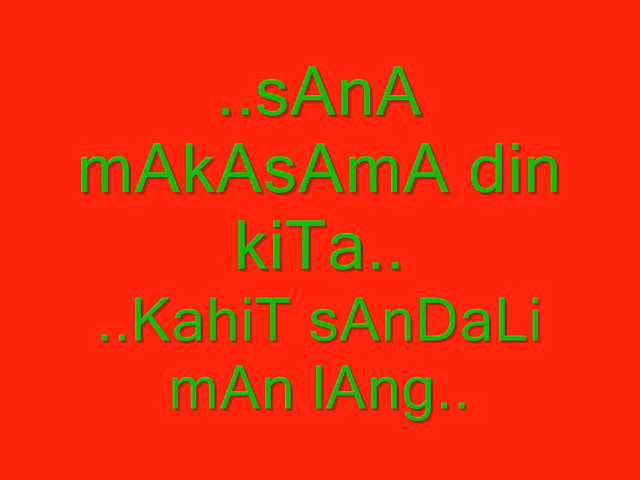 ..sAnA
mAkAsAmA din
kiTa..
..KahiT sAnDaLi
mAn lAng..